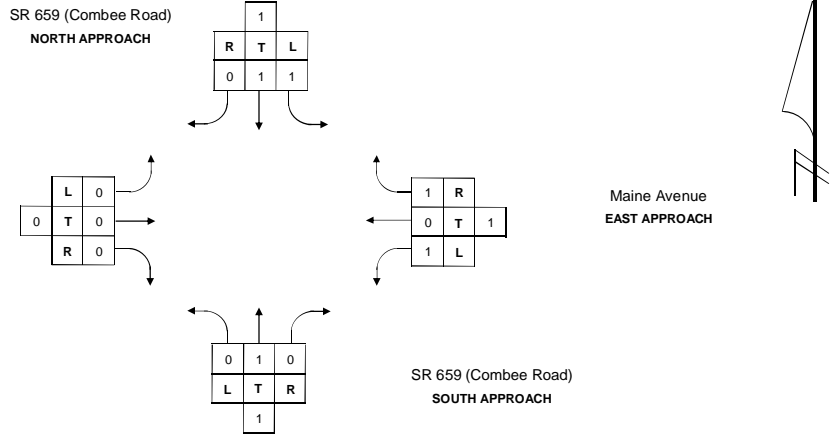 SR 659 (Combee Road)
NORTH APPROACH
1
R T L
0 1 1
L 0
0 T 0
R 0
1 R
0 T 1
1 L
Maine Avenue
EAST APPROACH
0 1 0
L T R
1
SR 659 (Combee Road)
SOUTH APPROACH